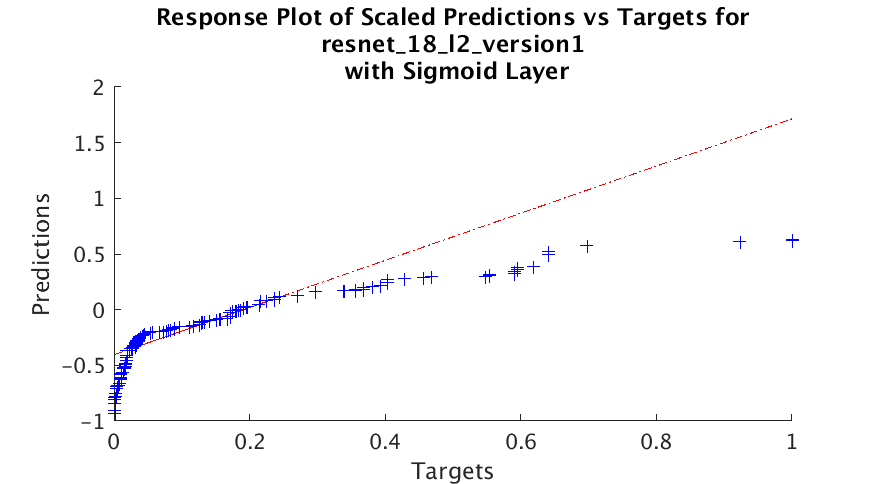 Response Plot of Scaled Predictions vs Targets for
resnet_18_l2_version1
with Sigmoid Layer
2
1.5
1
0.5
0
-0.5
-1
Predictions
0
0.2
0.4
0.6
0.8
1
Targets